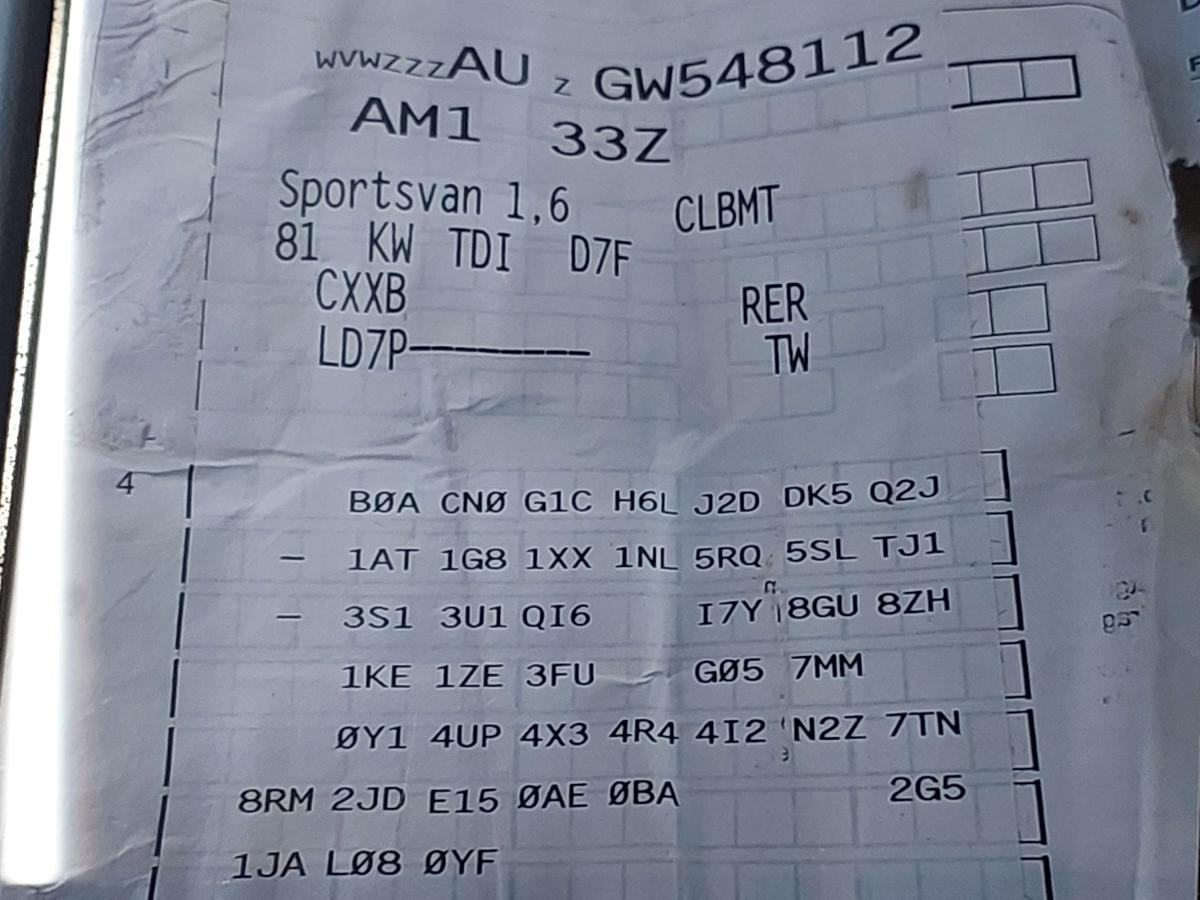 WVWZZZAU Z GW548112
AM1 33Z
Sportsvan 1,6 CLBMT
81 KW TDI D7F
CXXB RER
LD7P--------- TW
4
BØA CNØ G1C H6L J2D DK5 Q2J
- 1AT 1G8 1XX 1NL 5RQ 5SL TJ1
- 3S1 3U1 QI6 I7Y 8GU 8ZH
1KE 1ZE 3FU GØ5 7MM
ØY1 4UP 4X3 4R4 4I2 N2Z 7TN
8RM 2JD E15 ØAE ØBA 2G5
1JA LØ8 ØYF